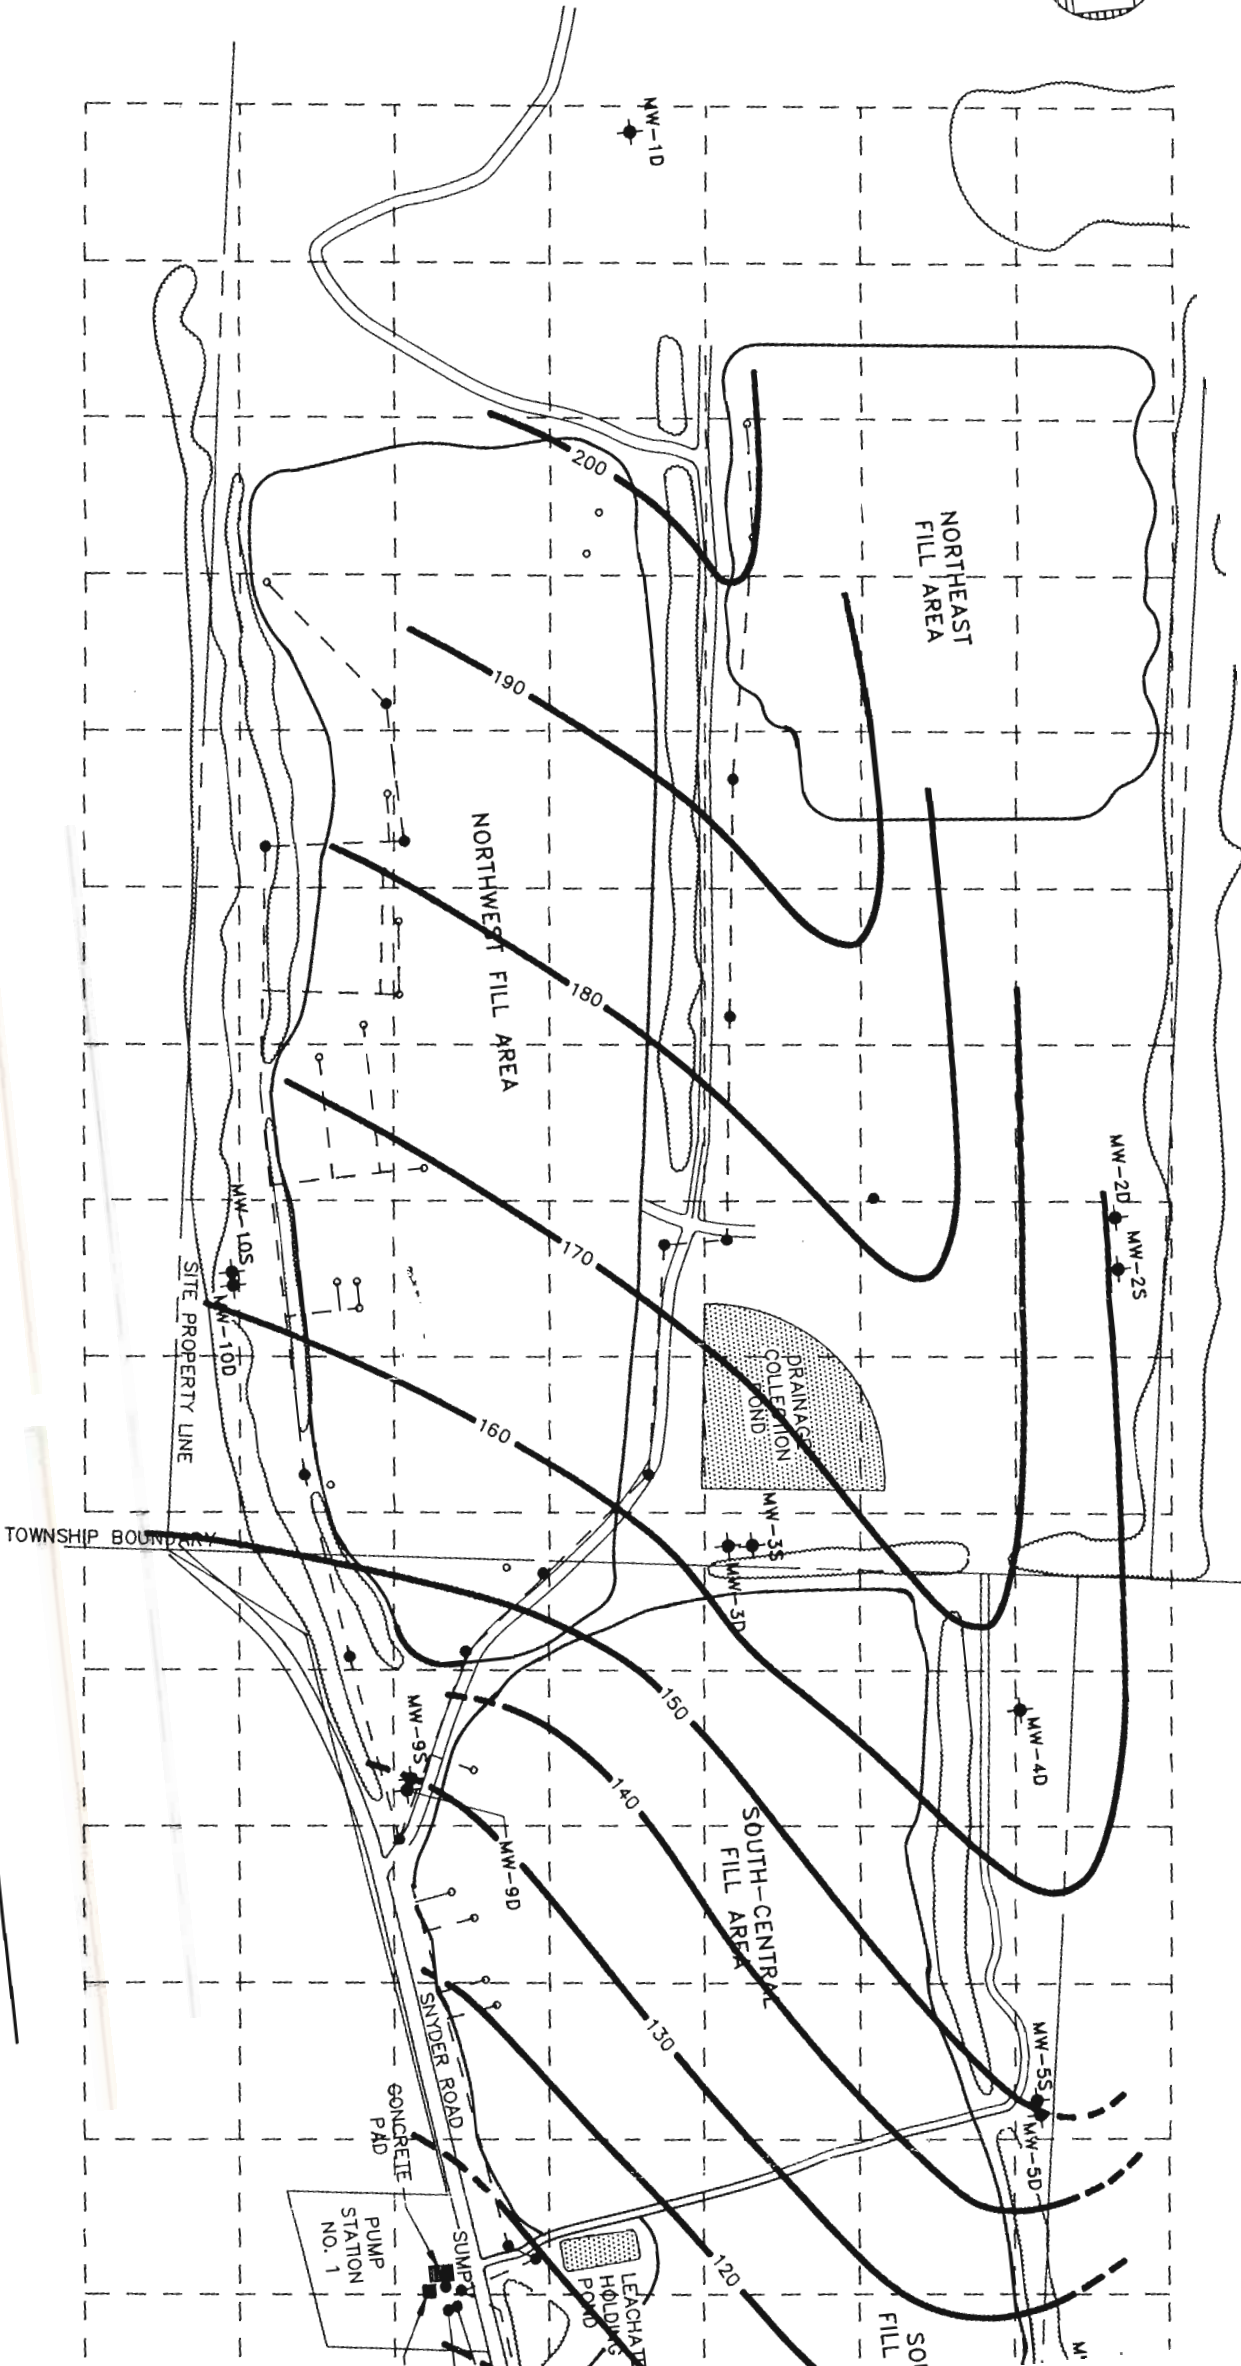 MW-1D
200
NORTHEAST
FILL AREA
190
NORTHWEST FILL AREA
180
MW-2D
MW-2S
170
MW-10S
MW-10D
SITE PROPERTY LINE
DRAINAGE
COLLECTION
POND
160
MW-3S
MW-3D
TOWNSHIP BOUNDARY
150
MW-4D
MW-9S
140
MW-9D
SOUTH-CENTRAL
FILL AREA
130
SNYDER ROAD
MW-5S
MW-5D
CONCRETE
PAD
PUMP
STATION
NO. 1
SUMP
LEACHAT
HOLDING
POND
120
SOU
FILL